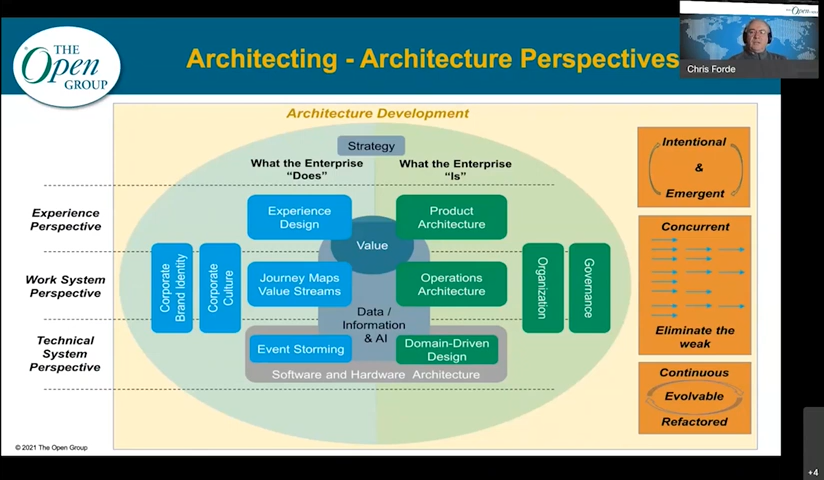 THE
Open
GROUP
Architecting - Architecture Perspectives
Open
Chris Forde
Architecture Development
Strategy
What the Enterprise
"Does"
What the Enterprise
"Is"
Experience
Perspective
Experience
Design
Product
Architecture
Value
Work System
Perspective
Corporate
Brand Identity
Corporate
Culture
Journey Maps
Value Streams
Operations
Architecture
Organization
Governance
Data /
Information
& AI
Technical
System
Perspective
Event Storming
Domain-Driven
Design
Software and Hardware Architecture
Intentional
&
Emergent
Concurrent
Eliminate the
weak
Continuous
Evolvable
Refactored
© 2021 The Open Group
+4